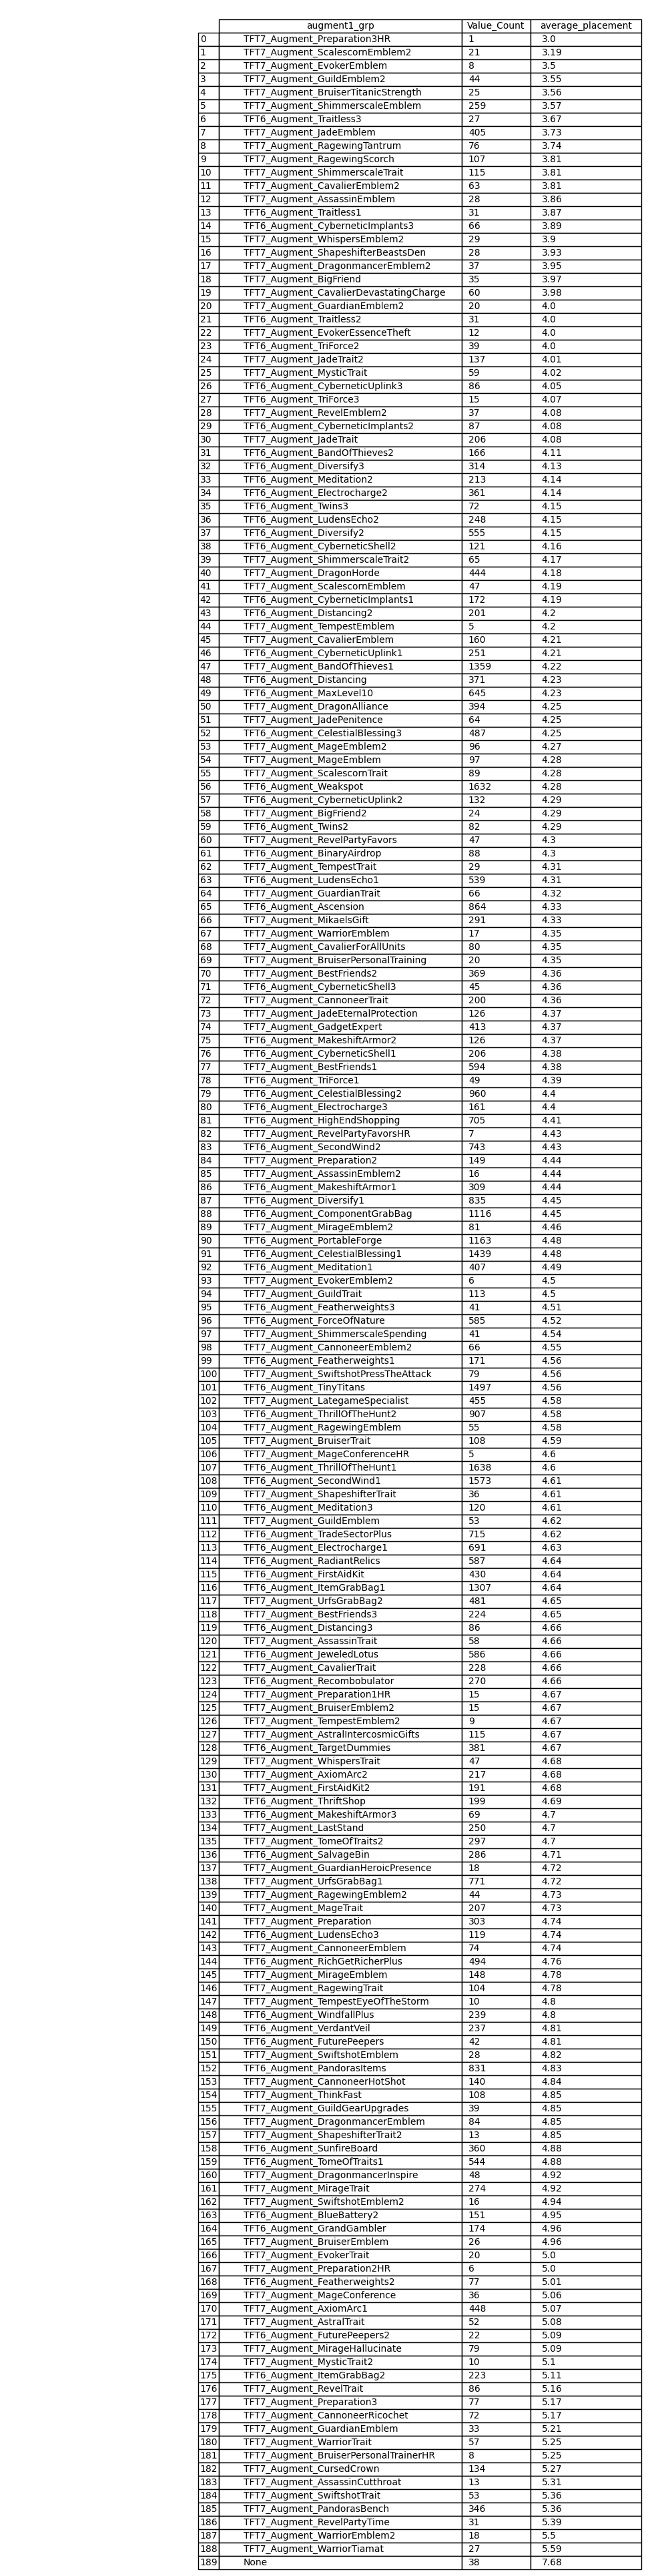 augment1_grp Value_Count average_placement
0 TFT7_Augment_Preparation3HR 1 3.0
1 TFT7_Augment_ScalescornEmblem2 21 3.19
2 TFT7_Augment_EvokerEmblem 8 3.5
3 TFT7_Augment_GuildEmblem2 44 3.55
4 TFT7_Augment_BruiserTitanicStrength 25 3.56
5 TFT7_Augment_ShimmerscaleEmblem 259 3.57
6 TFT6_Augment_Traitless3 27 3.67
7 TFT7_Augment_JadeEmblem 405 3.73
8 TFT7_Augment_RagewingTantrum 76 3.74
9 TFT7_Augment_RagewingScorch 107 3.81
10 TFT7_Augment_ShimmerscaleTrait 115 3.81
11 TFT7_Augment_CavalierEmblem2 63 3.81
12 TFT7_Augment_AssassinEmblem 28 3.86
13 TFT6_Augment_Traitless1 31 3.87
14 TFT6_Augment_CyberneticImplants3 66 3.89
15 TFT7_Augment_WhispersEmblem2 29 3.9
16 TFT7_Augment_ShapeshifterBeastsDen 28 3.93
17 TFT7_Augment_DragonmancerEmblem2 37 3.95
18 TFT7_Augment_BigFriend 35 3.97
19 TFT7_Augment_CavalierDevastatingCharge 60 3.98
20 TFT7_Augment_GuardianEmblem2 20 4.0
21 TFT6_Augment_Traitless2 31 4.0
22 TFT7_Augment_EvokerEssenceTheft 12 4.0
23 TFT6_Augment_TriForce2 39 4.0
24 TFT7_Augment_JadeTrait2 137 4.01
25 TFT7_Augment_MysticTrait 59 4.02
26 TFT6_Augment_CyberneticUplink3 86 4.05
27 TFT6_Augment_TriForce3 15 4.07
28 TFT7_Augment_RevelEmblem2 37 4.08
29 TFT6_Augment_CyberneticImplants2 87 4.08
30 TFT7_Augment_JadeTrait 206 4.08
31 TFT6_Augment_BandOfThieves2 166 4.11
32 TFT6_Augment_Diversify3 314 4.13
33 TFT6_Augment_Meditation2 213 4.14
34 TFT6_Augment_Electrocharge2 361 4.14
35 TFT6_Augment_Twins3 72 4.15
36 TFT6_Augment_LudensEcho2 248 4.15
37 TFT6_Augment_Diversify2 555 4.15
38 TFT6_Augment_CyberneticShell2 121 4.16
39 TFT7_Augment_ShimmerscaleTrait2 65 4.17
40 TFT7_Augment_DragonHorde 444 4.18
41 TFT7_Augment_ScalescornEmblem 47 4.19
42 TFT6_Augment_CyberneticImplants1 172 4.19
43 TFT6_Augment_Distancing2 201 4.2
44 TFT7_Augment_TempestEmblem 5 4.2
45 TFT7_Augment_CavalierEmblem 160 4.21
46 TFT6_Augment_CyberneticUplink1 251 4.21
47 TFT7_Augment_BandOfThieves1 1359 4.22
48 TFT6_Augment_Distancing 371 4.23
49 TFT6_Augment_MaxLevel10 645 4.23
50 TFT7_Augment_DragonAlliance 394 4.25
51 TFT7_Augment_JadePenitence 64 4.25
52 TFT6_Augment_CelestialBlessing3 487 4.25
53 TFT7_Augment_MageEmblem2 96 4.27
54 TFT7_Augment_MageEmblem 97 4.28
55 TFT7_Augment_ScalescornTrait 89 4.28
56 TFT6_Augment_Weakspot 1632 4.28
57 TFT6_Augment_CyberneticUplink2 132 4.29
58 TFT7_Augment_BigFriend2 24 4.29
59 TFT6_Augment_Twins2 82 4.29
60 TFT7_Augment_RevelPartyFavors 47 4.3
61 TFT6_Augment_BinaryAirdrop 88 4.3
62 TFT7_Augment_TempestTrait 29 4.31
63 TFT6_Augment_LudensEcho1 539 4.31
64 TFT7_Augment_GuardianTrait 66 4.32
65 TFT6_Augment_Ascension 864 4.33
66 TFT7_Augment_MikaelsGift 291 4.33
67 TFT7_Augment_WarriorEmblem 17 4.35
68 TFT7_Augment_CavalierForAllUnits 80 4.35
69 TFT7_Augment_BruiserPersonalTraining 20 4.35
70 TFT7_Augment_BestFriends2 369 4.36
71 TFT6_Augment_CyberneticShell3 45 4.36
72 TFT7_Augment_CannoneerTrait 200 4.36
73 TFT7_Augment_JadeEternalProtection 126 4.37
74 TFT7_Augment_GadgetExpert 413 4.37
75 TFT6_Augment_MakeshiftArmor2 126 4.37
76 TFT6_Augment_CyberneticShell1 206 4.38
77 TFT7_Augment_BestFriends1 594 4.38
78 TFT6_Augment_TriForce1 49 4.39
79 TFT6_Augment_CelestialBlessing2 960 4.4
80 TFT6_Augment_Electrocharge3 161 4.4
81 TFT6_Augment_HighEndShopping 705 4.41
82 TFT7_Augment_RevelPartyFavorsHR 7 4.43
83 TFT6_Augment_SecondWind2 743 4.43
84 TFT7_Augment_Preparation2 149 4.44
85 TFT7_Augment_AssassinEmblem2 16 4.44
86 TFT6_Augment_MakeshiftArmor1 309 4.44
87 TFT6_Augment_Diversify1 835 4.45
88 TFT6_Augment_ComponentGrabBag 1116 4.45
89 TFT7_Augment_MirageEmblem2 81 4.46
90 TFT6_Augment_PortableForge 1163 4.48
91 TFT6_Augment_CelestialBlessing1 1439 4.48
92 TFT6_Augment_Meditation1 407 4.49
93 TFT7_Augment_EvokerEmblem2 6 4.5
94 TFT7_Augment_GuildTrait 113 4.5
95 TFT6_Augment_Featherweights3 41 4.51
96 TFT6_Augment_ForceOfNature 585 4.52
97 TFT7_Augment_ShimmerscaleSpending 41 4.54
98 TFT7_Augment_CannoneerEmblem2 66 4.55
99 TFT6_Augment_Featherweights1 171 4.56
100 TFT7_Augment_SwiftshotPressTheAttack 79 4.56
101 TFT6_Augment_TinyTitans 1497 4.56
102 TFT7_Augment_LategameSpecialist 455 4.58
103 TFT6_Augment_ThrillOfTheHunt2 907 4.58
104 TFT7_Augment_RagewingEmblem 55 4.58
105 TFT7_Augment_BruiserTrait 108 4.59
106 TFT7_Augment_MageConferenceHR 5 4.6
107 TFT6_Augment_ThrillOfTheHunt1 1638 4.6
108 TFT6_Augment_SecondWind1 1573 4.61
109 TFT7_Augment_ShapeshifterTrait 36 4.61
110 TFT6_Augment_Meditation3 120 4.61
111 TFT7_Augment_GuildEmblem 53 4.62
112 TFT6_Augment_TradeSectorPlus 715 4.62
113 TFT6_Augment_Electrocharge1 691 4.63
114 TFT6_Augment_RadiantRelics 587 4.64
115 TFT6_Augment_FirstAidKit 430 4.64
116 TFT6_Augment_ItemGrabBag1 1307 4.64
117 TFT7_Augment_UrfsGrabBag2 481 4.65
118 TFT7_Augment_BestFriends3 224 4.65
119 TFT6_Augment_Distancing3 86 4.66
120 TFT7_Augment_AssassinTrait 58 4.66
121 TFT6_Augment_JeweledLotus 586 4.66
122 TFT7_Augment_CavalierTrait 228 4.66
123 TFT6_Augment_Recombobulator 270 4.66
124 TFT7_Augment_Preparation1HR 15 4.67
125 TFT7_Augment_BruiserEmblem2 15 4.67
126 TFT7_Augment_TempestEmblem2 9 4.67
127 TFT7_Augment_AstralIntercosmicGifts 115 4.67
128 TFT6_Augment_TargetDummies 381 4.67
129 TFT7_Augment_WhispersTrait 47 4.68
130 TFT7_Augment_AxiomArc2 217 4.68
131 TFT7_Augment_FirstAidKit2 191 4.68
132 TFT6_Augment_ThriftShop 199 4.69
133 TFT6_Augment_MakeshiftArmor3 69 4.7
134 TFT7_Augment_LastStand 250 4.7
135 TFT7_Augment_TomeOfTraits2 297 4.7
136 TFT6_Augment_SalvageBin 286 4.71
137 TFT7_Augment_GuardianHeroicPresence 18 4.72
138 TFT7_Augment_UrfsGrabBag1 771 4.72
139 TFT7_Augment_RagewingEmblem2 44 4.73
140 TFT7_Augment_MageTrait 207 4.73
141 TFT7_Augment_Preparation 303 4.74
142 TFT6_Augment_LudensEcho3 119 4.74
143 TFT7_Augment_CannoneerEmblem 74 4.74
144 TFT6_Augment_RichGetRicherPlus 494 4.76
145 TFT7_Augment_MirageEmblem 148 4.78
146 TFT7_Augment_RagewingTrait 104 4.78
147 TFT7_Augment_TempestEyeOfTheStorm 10 4.8
148 TFT6_Augment_WindfallPlus 239 4.8
149 TFT6_Augment_VerdantVeil 237 4.81
150 TFT6_Augment_FuturePeepers 42 4.81
151 TFT7_Augment_SwiftshotEmblem 28 4.82
152 TFT6_Augment_PandorasItems 831 4.83
153 TFT7_Augment_CannoneerHotShot 140 4.84
154 TFT7_Augment_ThinkFast 108 4.85
155 TFT7_Augment_GuildGearUpgrades 39 4.85
156 TFT7_Augment_DragonmancerEmblem 84 4.85
157 TFT7_Augment_ShapeshifterTrait2 13 4.85
158 TFT6_Augment_SunfireBoard 360 4.88
159 TFT6_Augment_TomeOfTraits1 544 4.88
160 TFT7_Augment_DragonmancerInspire 48 4.92
161 TFT7_Augment_MirageTrait 274 4.92
162 TFT7_Augment_SwiftshotEmblem2 16 4.94
163 TFT6_Augment_BlueBattery2 151 4.95
164 TFT6_Augment_GrandGambler 174 4.96
165 TFT7_Augment_BruiserEmblem 26 4.96
166 TFT7_Augment_EvokerTrait 20 5.0
167 TFT7_Augment_Preparation2HR 6 5.0
168 TFT6_Augment_Featherweights2 77 5.01
169 TFT7_Augment_MageConference 36 5.06
170 TFT7_Augment_AxiomArc1 448 5.07
171 TFT7_Augment_AstralTrait 52 5.08
172 TFT6_Augment_FuturePeepers2 22 5.09
173 TFT7_Augment_MirageHallucinate 79 5.09
174 TFT7_Augment_MysticTrait2 10 5.1
175 TFT6_Augment_ItemGrabBag2 223 5.11
176 TFT7_Augment_RevelTrait 86 5.16
177 TFT7_Augment_Preparation3 77 5.17
178 TFT7_Augment_CannoneerRicochet 72 5.17
179 TFT7_Augment_GuardianEmblem 33 5.21
180 TFT7_Augment_WarriorTrait 57 5.25
181 TFT7_Augment_BruiserPersonalTrainerHR 8 5.25
182 TFT7_Augment_CursedCrown 134 5.27
183 TFT7_Augment_AssassinCutthroat 13 5.31
184 TFT7_Augment_SwiftshotTrait 53 5.36
185 TFT7_Augment_PandorasBench 346 5.36
186 TFT7_Augment_RevelPartyTime 31 5.39
187 TFT7_Augment_WarriorEmblem2 18 5.5
188 TFT7_Augment_WarriorTiamat 27 5.59
189 None 38 7.68